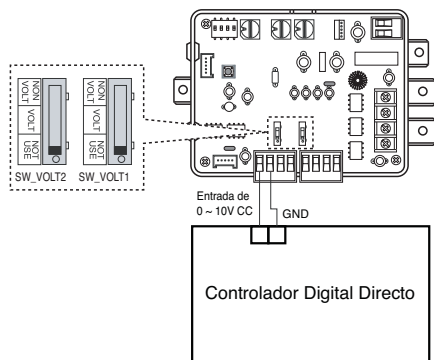 NON
VOLT
VOLT
NOT
USE
NON
VOLT
VOLT
NOT
USE
SW_VOLT2
SW_VOLT1
Entrada de
0 ~ 10V CC
GND
Controlador Digital Directo